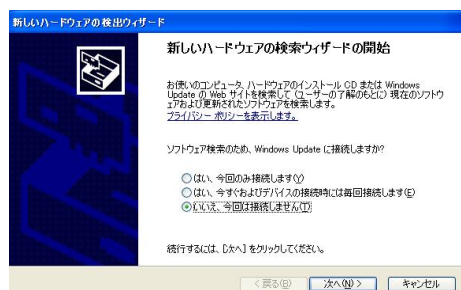 新しいハードウェアの検出ウィザード
新しいハードウェアの検索ウィザードの開始
お使いのコンピュータ、ハードウェアのインストール CD または Windows
Update の Web サイトを検索して (ユーザーの了解のもとに) 現在のソフトウ
ェアおよび更新されたソフトウェアを検索します。
プライバシー ポリシーを表示します。
ソフトウェア検索のため、Windows Update に接続しますか?
はい、今回のみ接続します(Y)
はい、今すぐおよびデバイスの接続時には毎回接続します(E)
いいえ、今回は接続しません(T)
続行するには、[次へ] をクリックしてください。
< 戻る(B) 次へ(N) > キャンセル